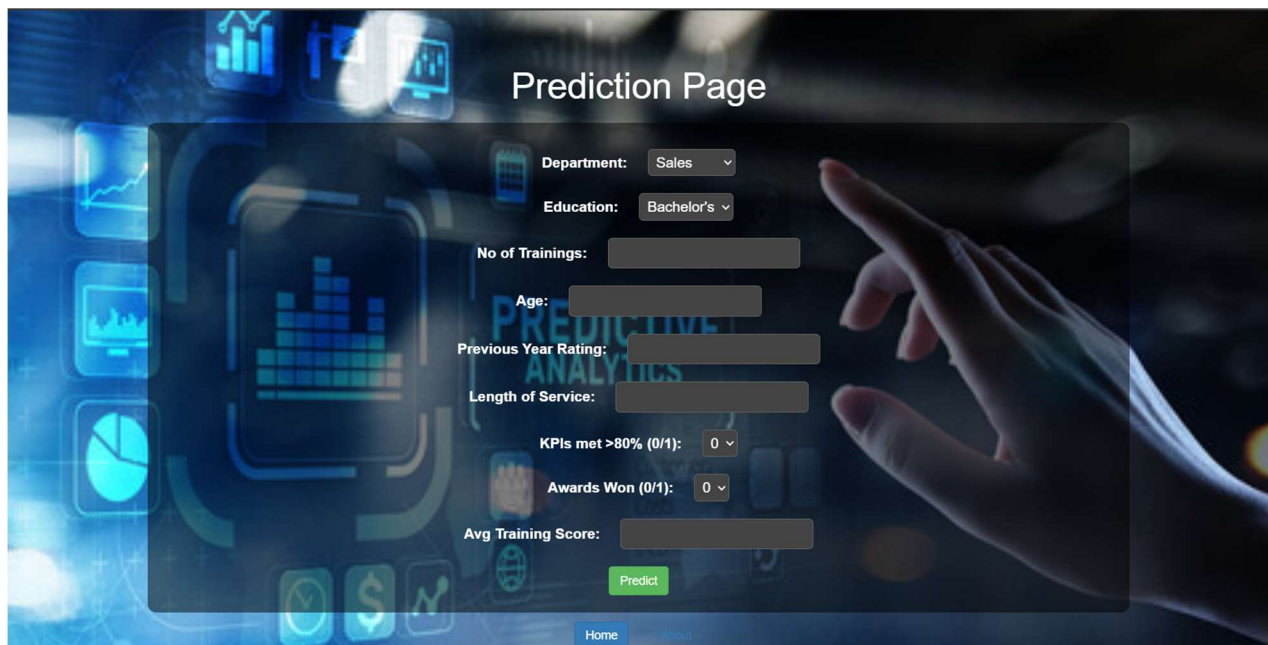 Prediction Page
Department: Sales
Education: Bachelor's
No of Trainings:
Age:
PREDICTIVE
Previous Year Rating:
ANALYTICS
Length of Service:
KPIs met >80% (0/1): 0
Awards Won (0/1): 0
Avg Training Score:
$
Predict
Home About